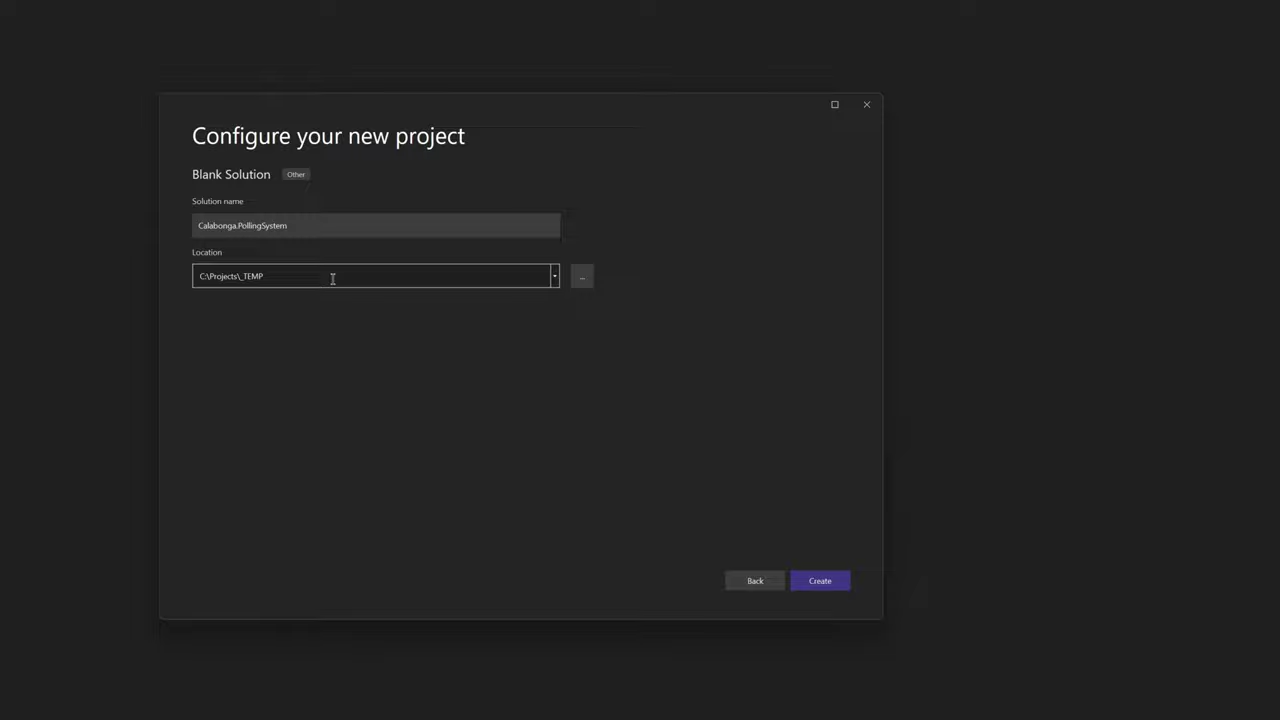 Configure your new project
Blank Solution Other
Solution name
Calabonga.PollingSystem
Location
C:\Projects\_TEMP
...
Back Create